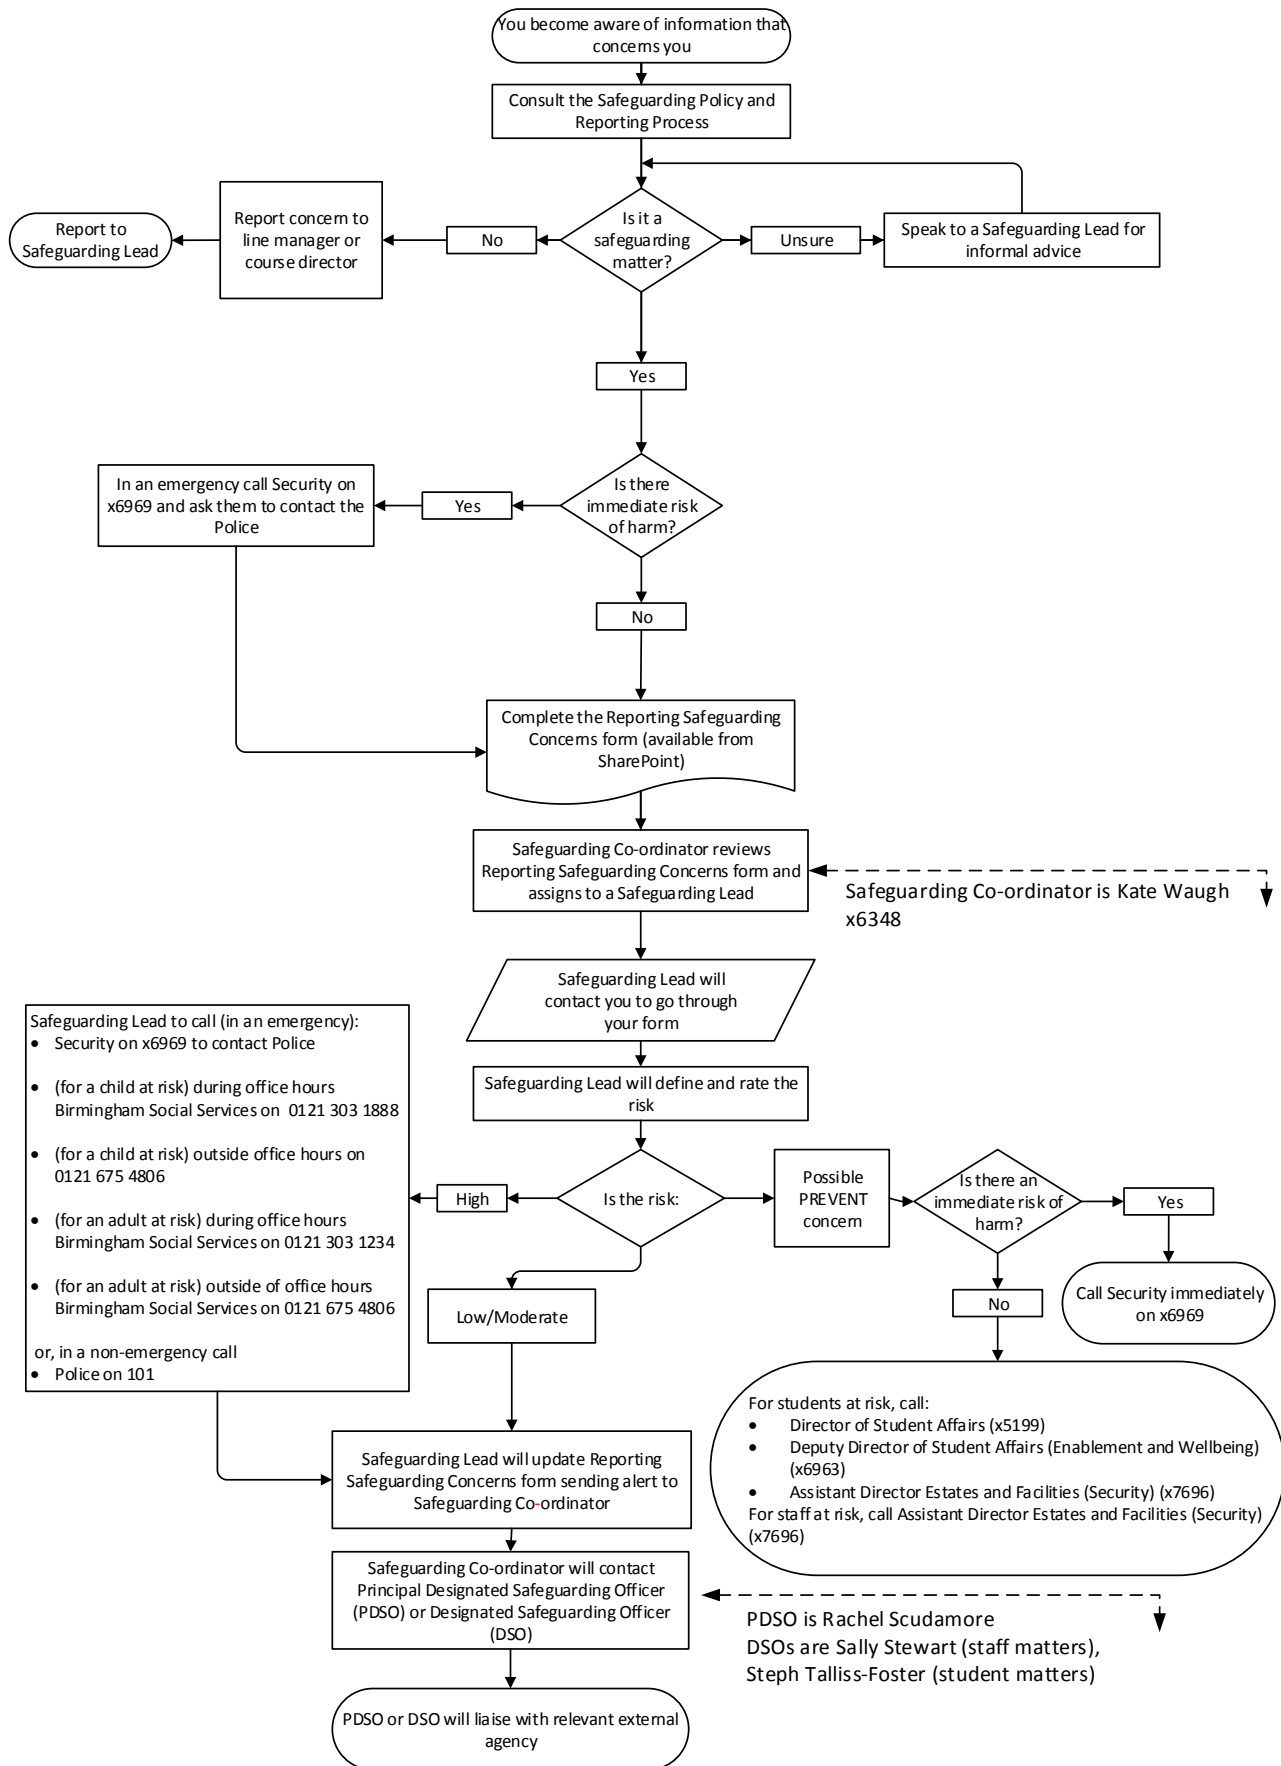 You become aware of information that
concerns you
Consult the Safeguarding Policy and
Reporting Process
Report to
Safeguarding Lead
Report concern to
line manager or
course director
No
Is it a
safeguarding
matter?
Unsure
Speak to a Safeguarding Lead for
informal advice
Yes
In an emergency call Security on
x6969 and ask them to contact the
Police
Yes
Is there
immediate risk
of harm?
No
Complete the Reporting Safeguarding
Concerns form (available from
SharePoint)
Safeguarding Co-ordinator reviews
Reporting Safeguarding Concerns form and
assigns to a Safeguarding Lead
Safeguarding Co-ordinator is Kate Waugh
x6348
Safeguarding Lead will
contact you to go through
your form
Safeguarding Lead will define and rate the
risk
Safeguarding Lead to call (in an emergency):
• Security on x6969 to contact Police
• (for a child at risk) during office hours
Birmingham Social Services on 0121 303 1888
• (for a child at risk) outside office hours on
0121 675 4806
• (for an adult at risk) during office hours
Birmingham Social Services on 0121 303 1234
• (for an adult at risk) outside of office hours
Birmingham Social Services on 0121 675 4806
or, in a non-emergency call
• Police on 101
High
Is the risk:
Possible
PREVENT
concern
Is there an
immediate risk of
harm?
Yes
Call Security immediately
on x6969
No
Low/Moderate
For students at risk, call:
• Director of Student Affairs (x5199)
• Deputy Director of Student Affairs (Enablement and Wellbeing)
(x6963)
• Assistant Director Estates and Facilities (Security) (x7696)
For staff at risk, call Assistant Director Estates and Facilities (Security)
(x7696)
Safeguarding Lead will update Reporting
Safeguarding Concerns form sending alert to
Safeguarding Co-ordinator
Safeguarding Co-ordinator will contact
Principal Designated Safeguarding Officer
(PDSO) or Designated Safeguarding Officer
(DSO)
PDSO is Rachel Scudamore
DSOs are Sally Stewart (staff matters),
Steph Talliss-Foster (student matters)
PDSO or DSO will liaise with relevant external
agency